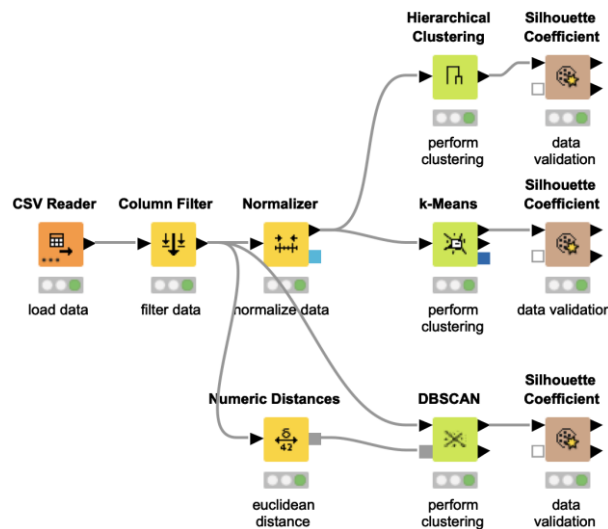 Hierarchical Clustering
Silhouette Coefficient
perform clustering
data validation
CSV Reader
Column Filter
Normalizer
k-Means
Silhouette Coefficient
load data
filter data
normalize data
perform clustering
data validation
Numeric Distances
DBSCAN
Silhouette Coefficient
δ
42
euclidean distance
perform clustering
data validation